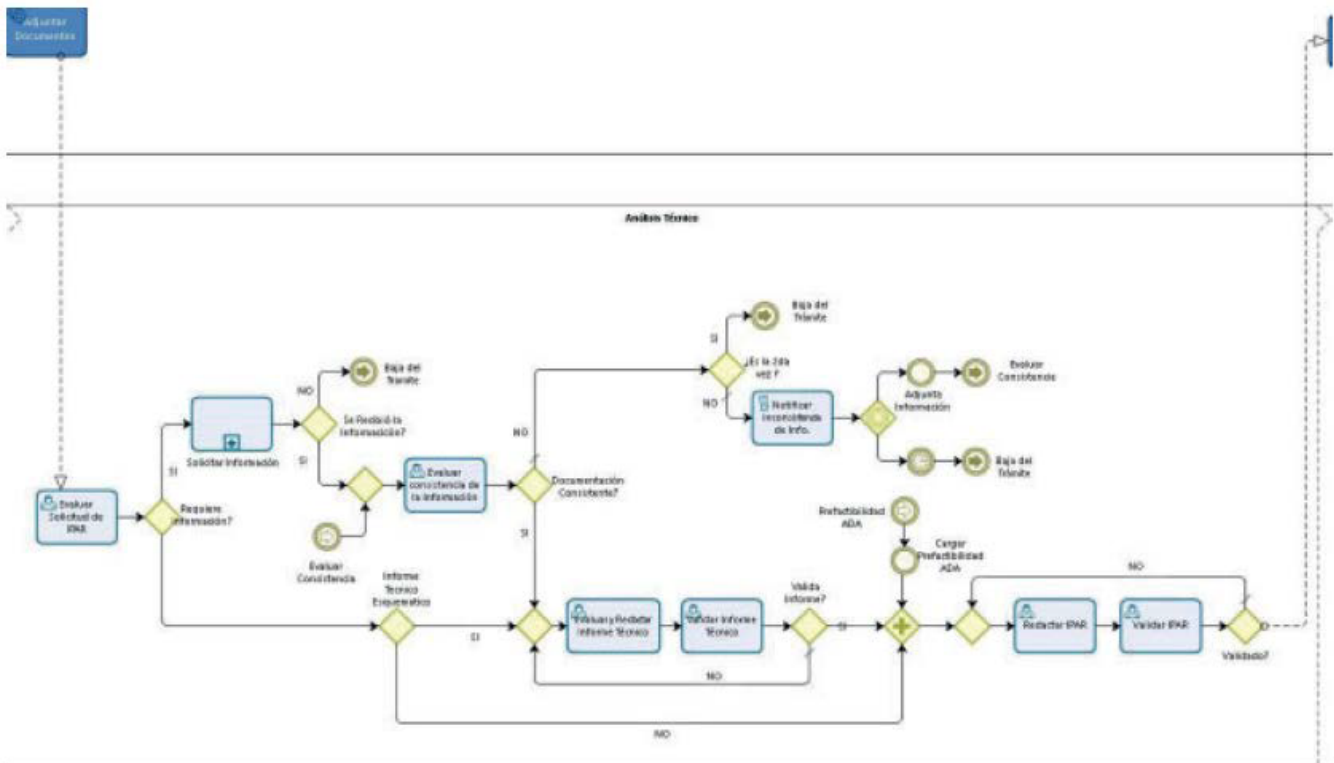 Adjuntar
Documentos
Análisis Técnico
Baja del
Trámite
¿Es la 2da
vez?
SI
NO
Notificar
Inconsistencia
de Info.
Adjunta
Información
Evaluar
Consistencia
Baja del
Trámite
Baja del
Tramite
NO
Se Recibió la
Información?
SI
Solicitar Información
SI
Evaluar
Solicitud de
IPAR
Requiere
Información?
Evaluar
consistencia de
la Información
Evaluar
Consistencia
NO
Documentación
Consistente?
SI
Prefactibilidad
ADA
Cargar
Prefactibilidad
ADA
Informe
Tecnico
Esquematico
SI
NO
Evaluar y Redactar
Informe Técnico
Validar Informe
Técnico
Valida
Informe?
SI
NO
Redactar IPAR
Validar IPAR
NO
Validado?